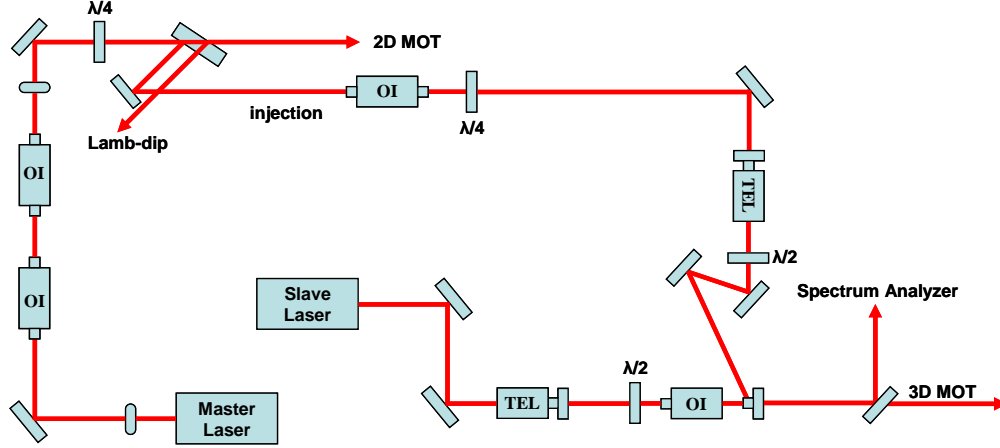 λ/4
2D MOT
OI
injection
λ/4
Lamb-dip
OI
TEL
λ/2
OI
Slave
Laser
Spectrum Analyzer
λ/2
3D MOT
TEL
OI
Master
Laser